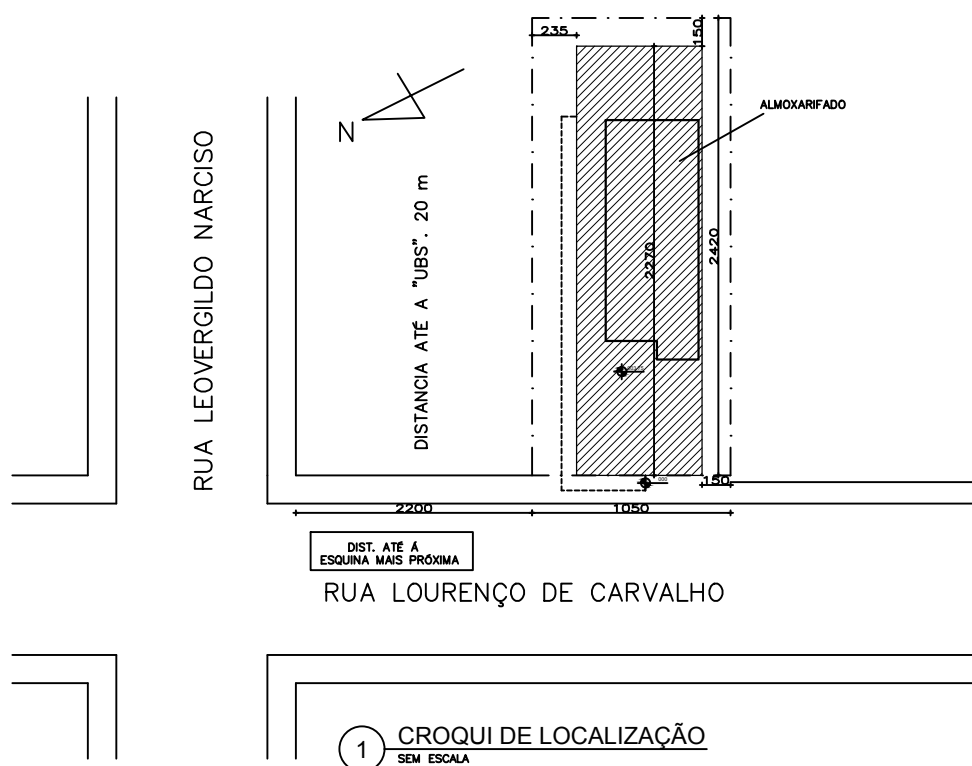 235
150
ALMOXARIFADO
N
RUA LEOVERGILDO NARCISO
DISTANCIA ATÉ A "UBS". 20 m
2270
2420
000
150
2200
1050
DIST. ATÉ Á
ESQUINA MAIS PRÓXIMA
RUA LOURENÇO DE CARVALHO
1
CROQUI DE LOCALIZAÇÃO
SEM ESCALA